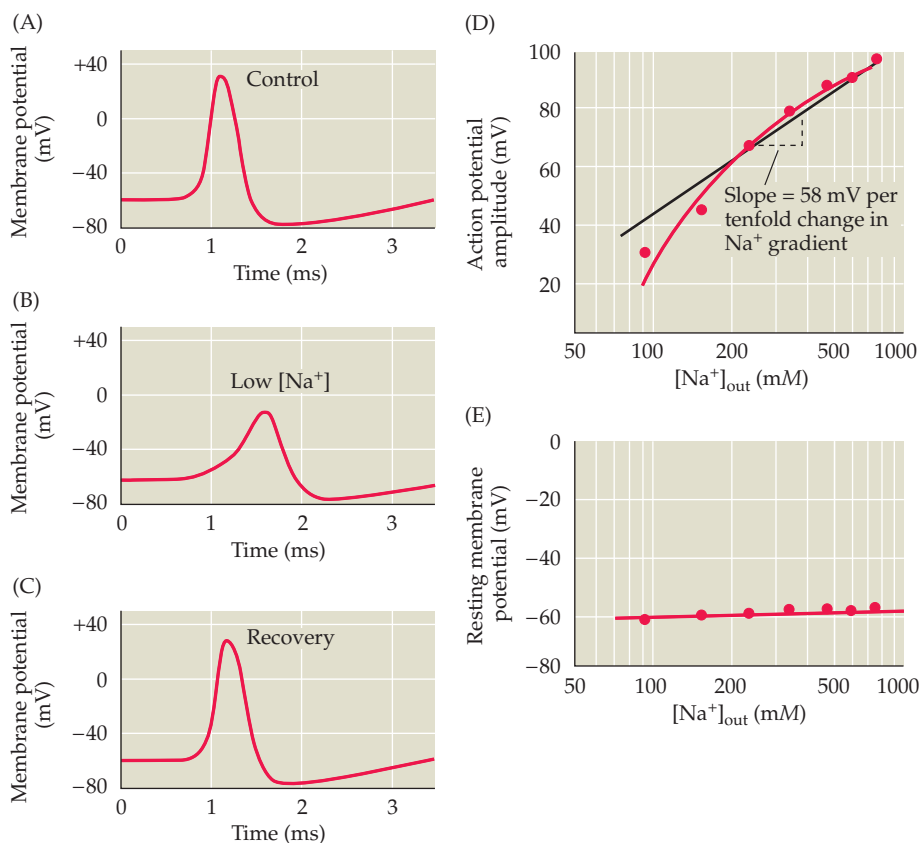 (A)
Membrane potential
(mV)
+40
0
−40
−80
Control
0
1
2
3
Time (ms)
(B)
Membrane potential
(mV)
+40
0
−40
−80
Low [Na⁺]
0
1
2
3
Time (ms)
(C)
Membrane potential
(mV)
+40
0
−40
−80
Recovery
0
1
2
3
Time (ms)
(D)
Action potential
amplitude (mV)
100
80
60
40
20
Slope = 58 mV per
tenfold change in
Na⁺ gradient
50
100
200
500
1000
[Na⁺]out (mM)
(E)
Resting membrane
potential (mV)
0
−20
−40
−60
−80
50
100
200
500
1000
[Na⁺]out (mM)